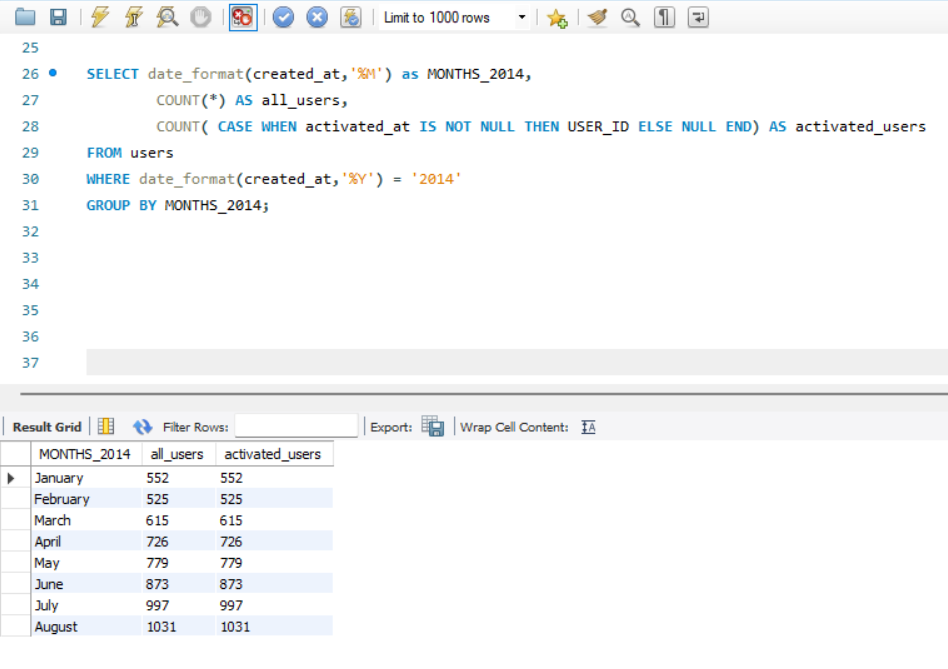 Limit to 1000 rows
25
26 SELECT date_format(created_at,'%M') as MONTHS_2014,
27 COUNT(*) AS all_users,
28 COUNT( CASE WHEN activated_at IS NOT NULL THEN USER_ID ELSE NULL END) AS activated_users
29 FROM users
30 WHERE date_format(created_at,'%Y') = '2014'
31 GROUP BY MONTHS_2014;
32
33
34
35
36
37
Result Grid Filter Rows: Export: Wrap Cell Content: IA
MONTHS_2014 all_users activated_users
January 552 552
February 525 525
March 615 615
April 726 726
May 779 779
June 873 873
July 997 997
August 1031 1031